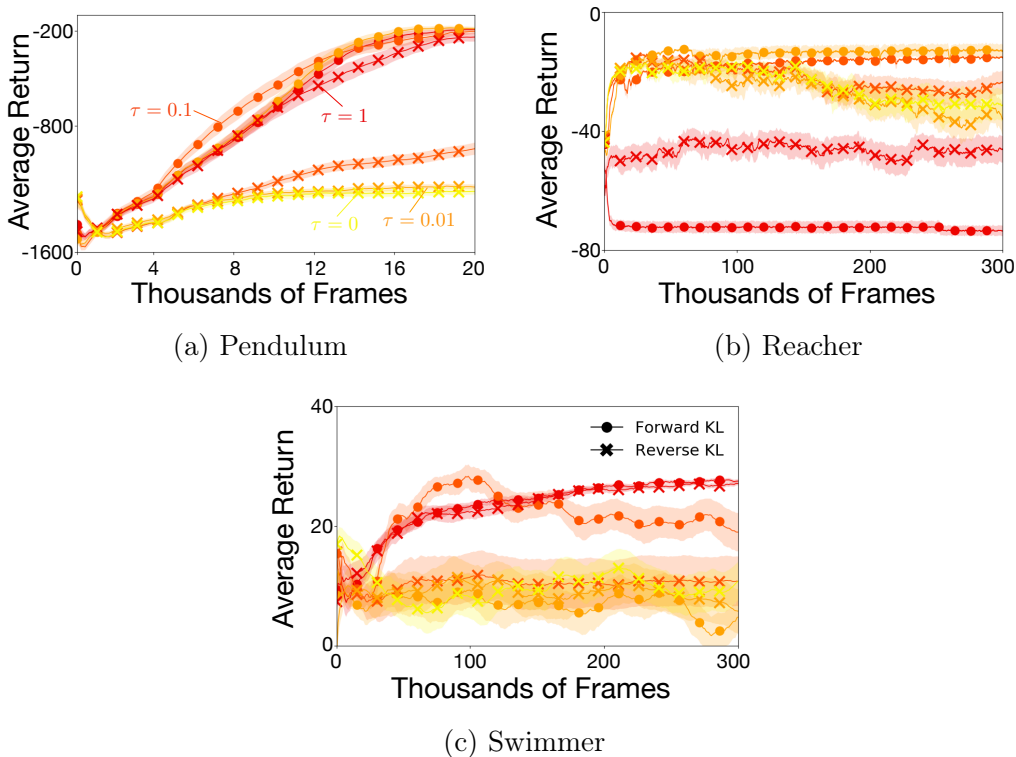 -200
-800
-1600
Average Return
τ = 0.1
τ = 1
τ = 0
τ = 0.01
0 4 8 12 16 20
Thousands of Frames
(a) Pendulum
0
-40
-80
Average Return
0 100 200 300
Thousands of Frames
(b) Reacher
40
20
0
Average Return
Forward KL
Reverse KL
0 100 200 300
Thousands of Frames
(c) Swimmer